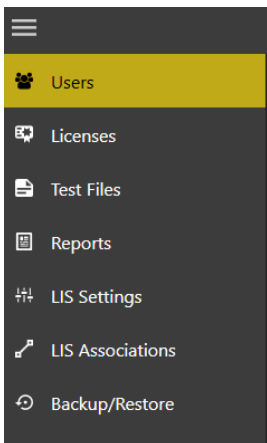 Users
Licenses
Test Files
Reports
LIS Settings
LIS Associations
Backup/Restore